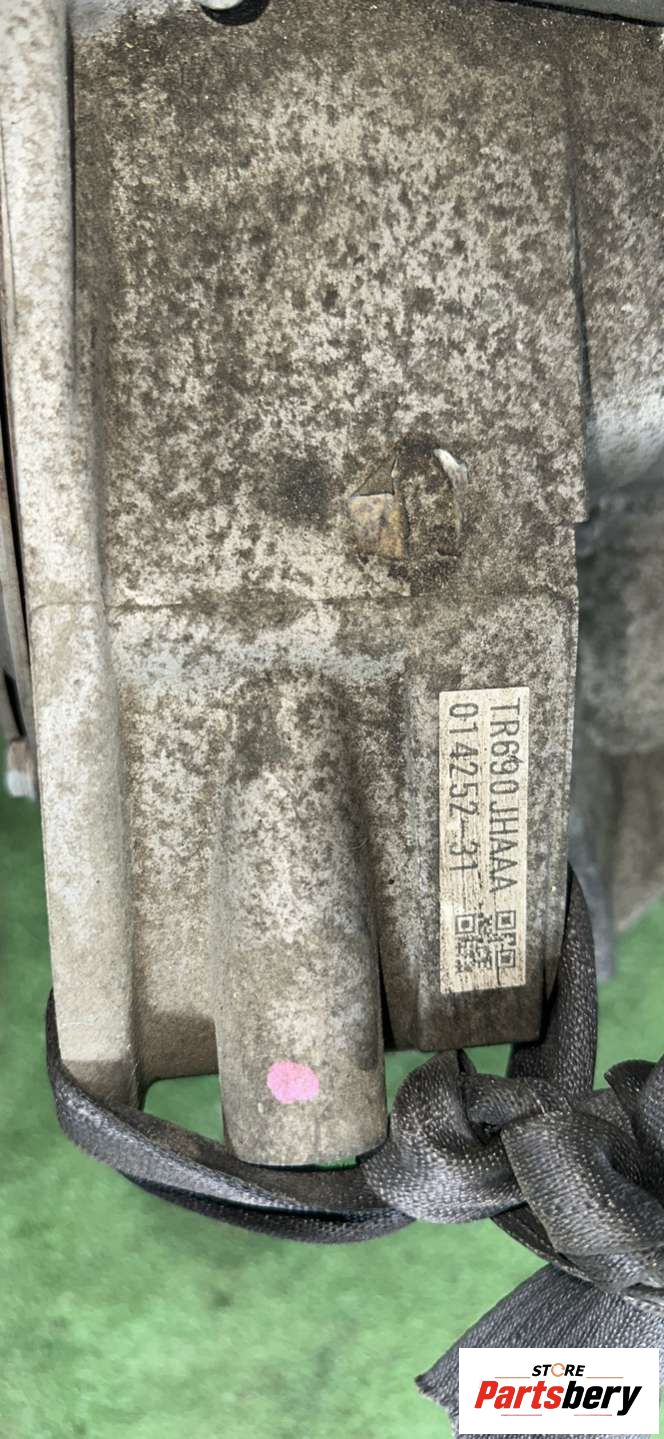 TR690JHAAA
014252-31
STORE
Partsbery